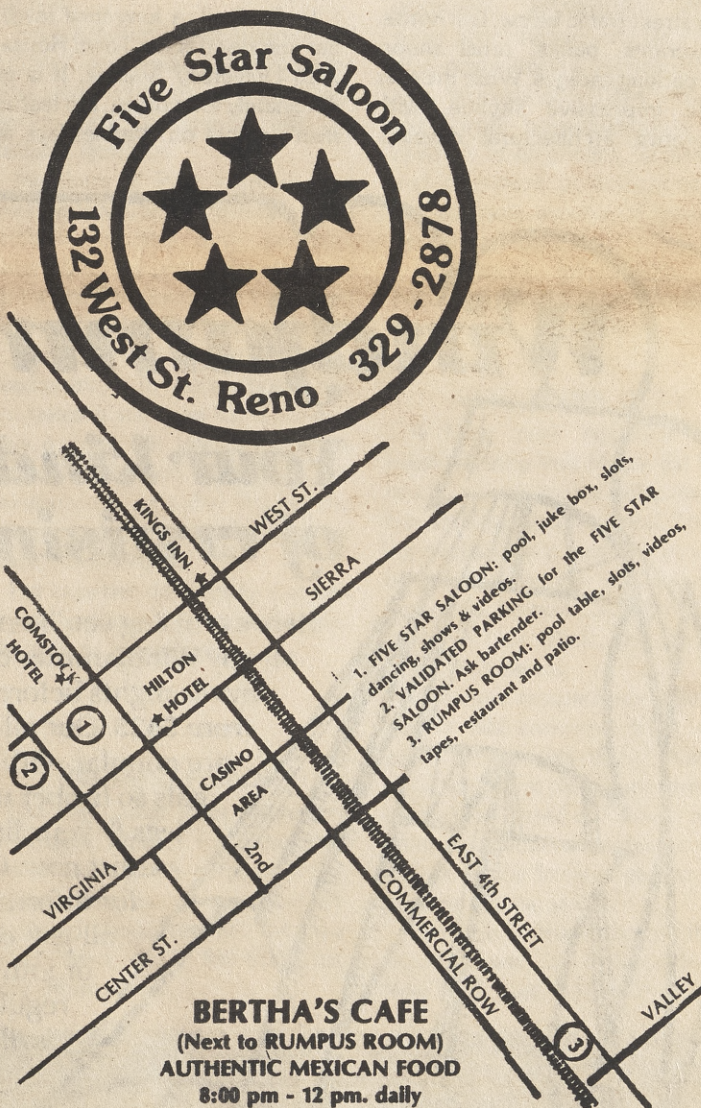 Five Star Saloon
132 West St. Reno 329-2878
KINGS INN
WEST ST.
SIERRA
COMSTOCK
HOTEL
HILTON
HOTEL
1
2
1. FIVE STAR SALOON: pool, juke box, slots,
dancing, shows & videos.
2. VALIDATED PARKING for the FIVE STAR
SALOON. Ask bartender.
3. RUMPUS ROOM: pool table, slots, videos,
tapes, restaurant and patio.
CASINO
AREA
2nd
VIRGINIA
CENTER ST.
EAST 4th STREET
COMMERCIAL ROW
VALLEY
3
BERTHA'S CAFE
(Next to RUMPUS ROOM)
AUTHENTIC MEXICAN FOOD
8:00 pm - 12 pm. daily